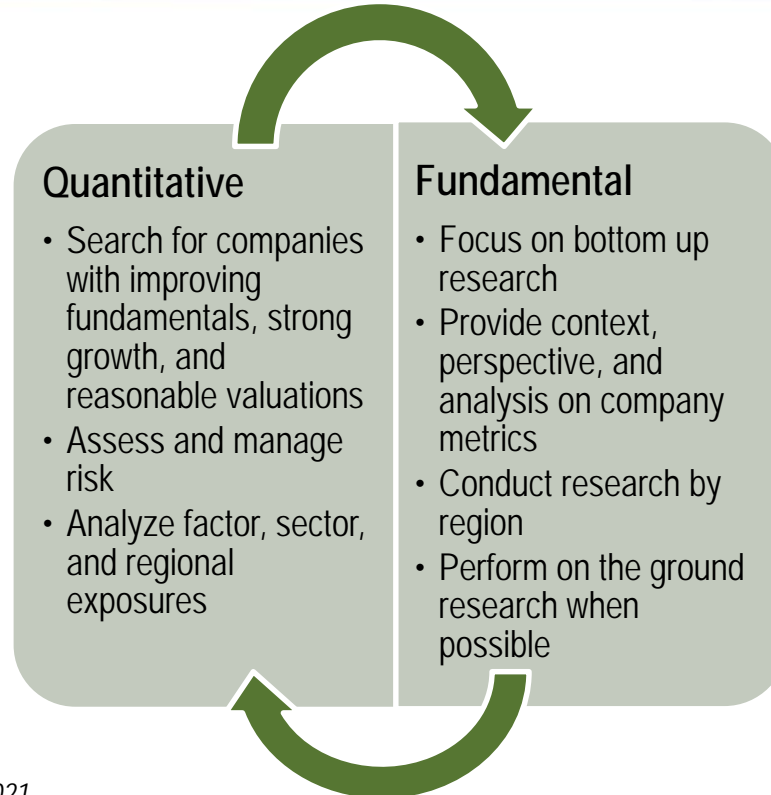 Quantitative
• Search for companies
with improving
fundamentals, strong
growth, and
reasonable valuations
• Assess and manage
risk
• Analyze factor, sector,
and regional
exposures
Fundamental
• Focus on bottom up
research
• Provide context,
perspective, and
analysis on company
metrics
• Conduct research by
region
• Perform on the ground
research when
possible